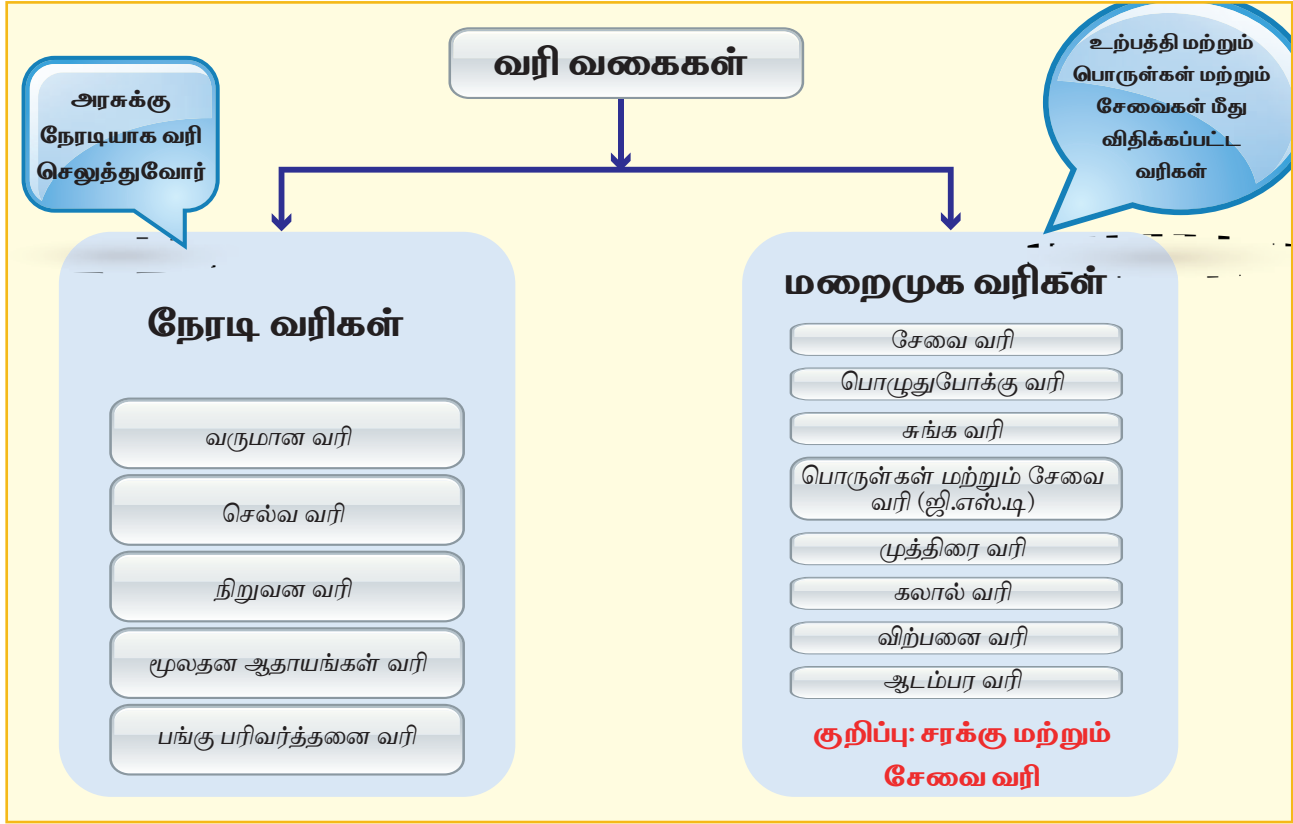 வரி வகைகள்
அரசுக்கு
நேரடியாக வரி
செலுத்துவோர்
உற்பத்தி மற்றும்
பொருள்கள் மற்றும்
சேவைகள் மீது
விதிக்கப்பட்ட
வரிகள்
நேரடி வரிகள்
வருமான வரி
செல்வ வரி
நிறுவன வரி
மூலதன ஆதாயங்கள் வரி
பங்கு பரிவர்த்தனை வரி
மறைமுக வரிகள்
சேவை வரி
பொழுதுபோக்கு வரி
சுங்க வரி
பொருள்கள் மற்றும் சேவை
வரி (ஜி.எஸ்.டி)
முத்திரை வரி
கலால் வரி
விற்பனை வரி
ஆடம்பர வரி
குறிப்பு: சரக்கு மற்றும்
சேவை வரி